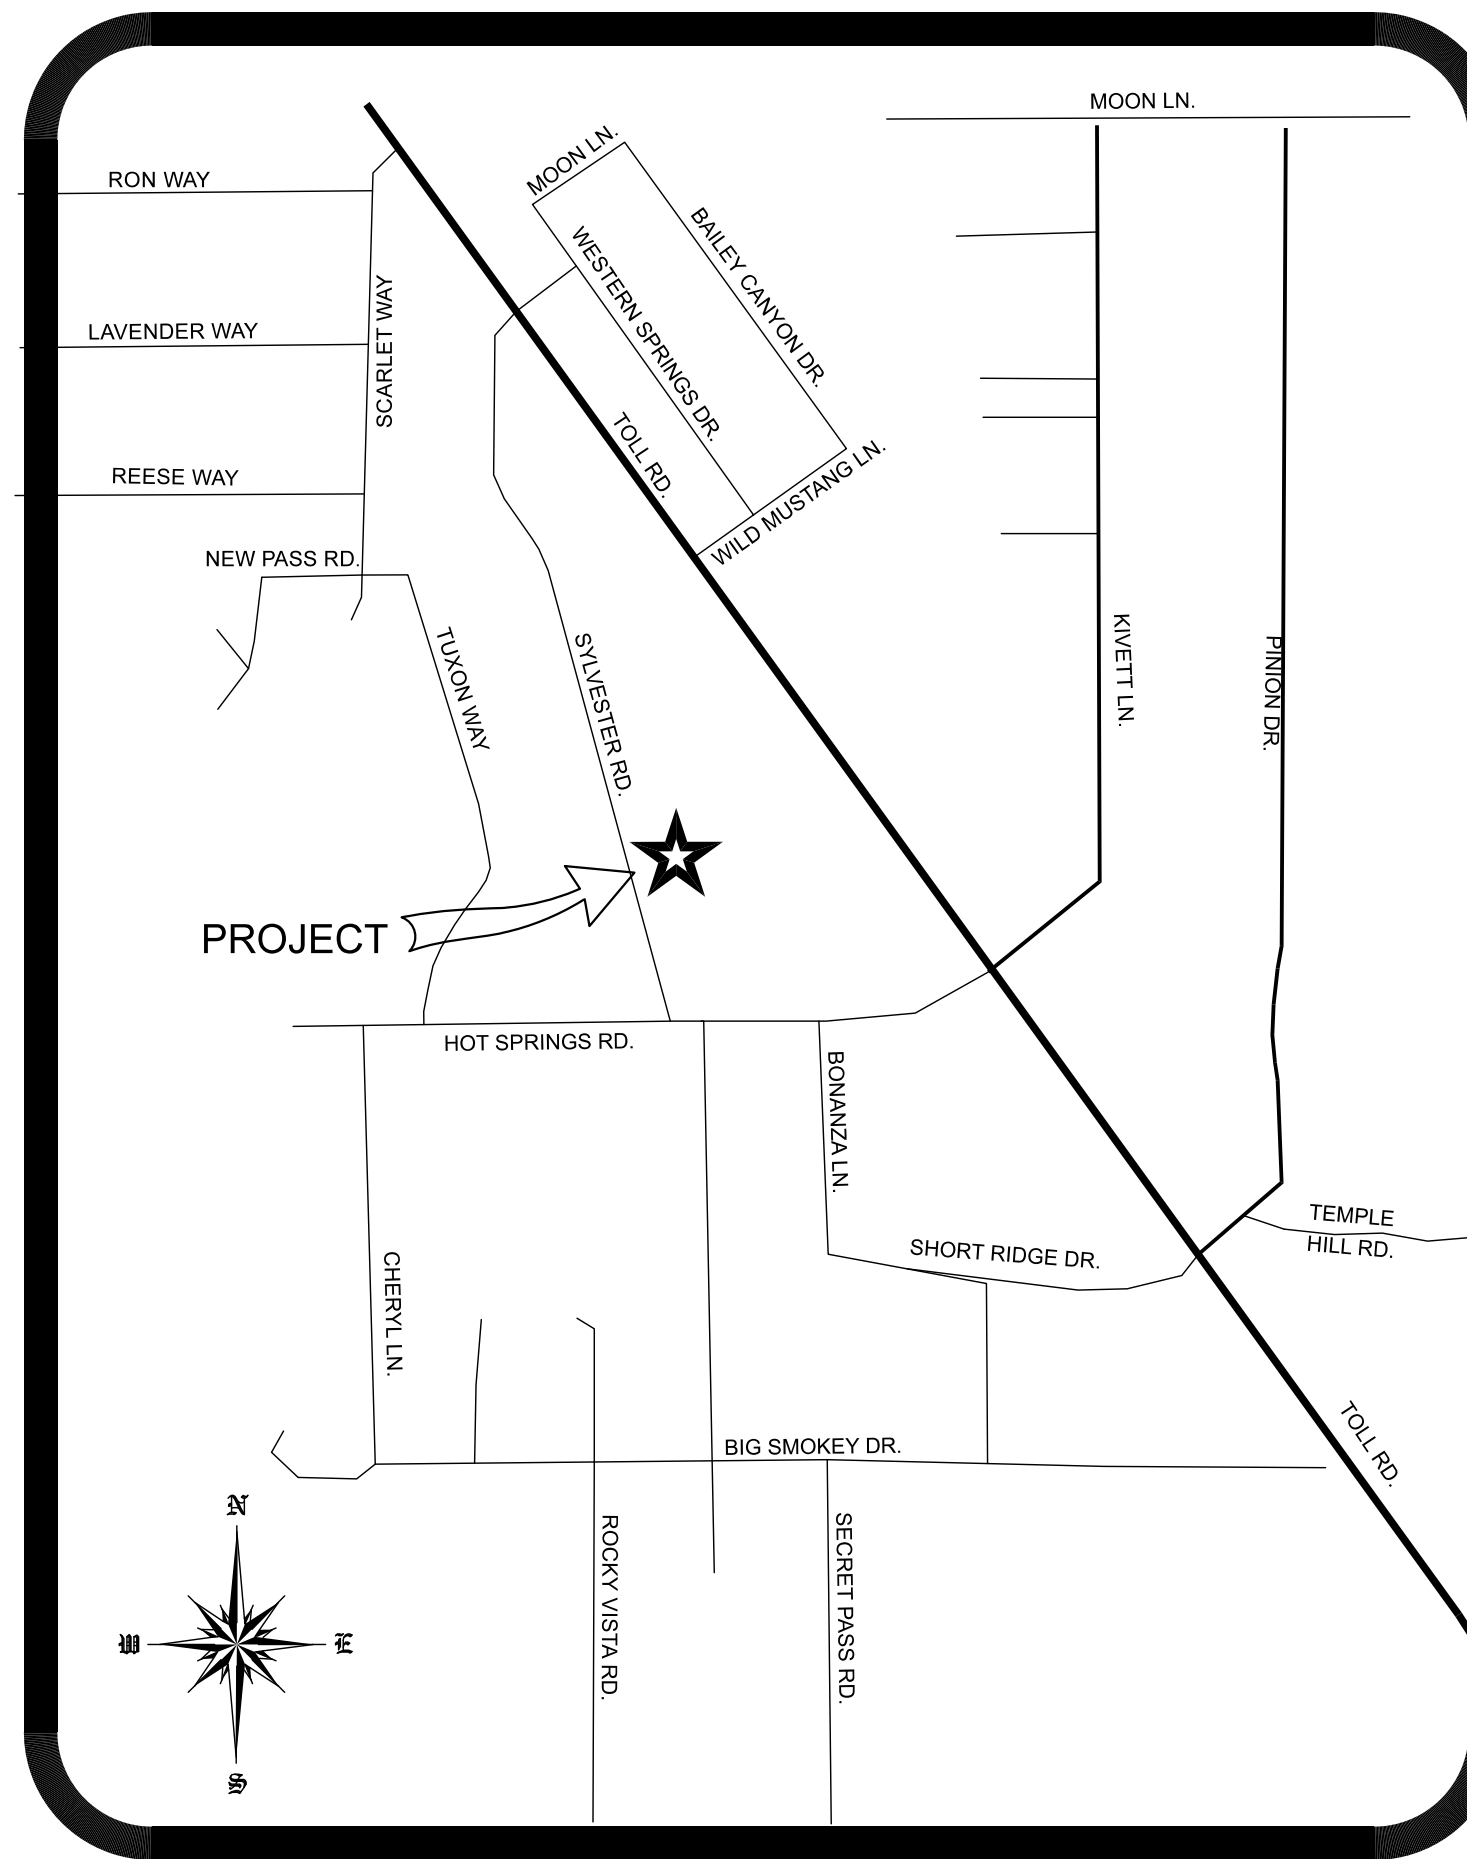 MOON LN.
MOON LN.
RON WAY
BAILEY CANYON DR.
WESTERN SPRINGS DR.
SCARLET WAY
LAVENDER WAY
TOLL RD.
WILD MUSTANG LN.
REESE WAY
NEW PASS RD.
TUXON WAY
SYLVESTER RD.
KIVETT LN.
PINION DR.
PROJECT
HOT SPRINGS RD.
BONANZA LN.
TEMPLE
HILL RD.
SHORT RIDGE DR.
CHERYL LN.
BIG SMOKEY DR.
TOLL RD.
ROCKY VISTA RD.
SECRET PASS RD.
N
W
E
S